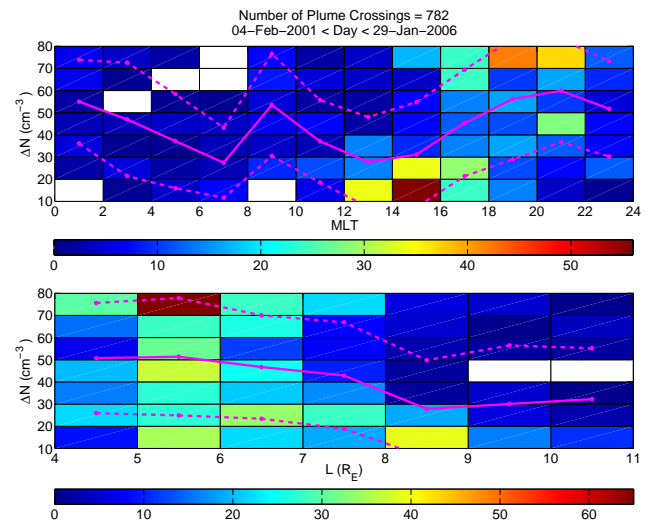 Number of Plume Crossings = 782
04−Feb−2001 < Day < 29−Jan−2006
80
70
60
50
40
30
20
10
ΔN (cm⁻³)
0 2 4 6 8 10 12 14 16 18 20 22 24
MLT
0 10 20 30 40 50
80
70
60
50
40
30
20
10
ΔN (cm⁻³)
4 5 6 7 8 9 10 11
L (R_E)
0 10 20 30 40 50 60